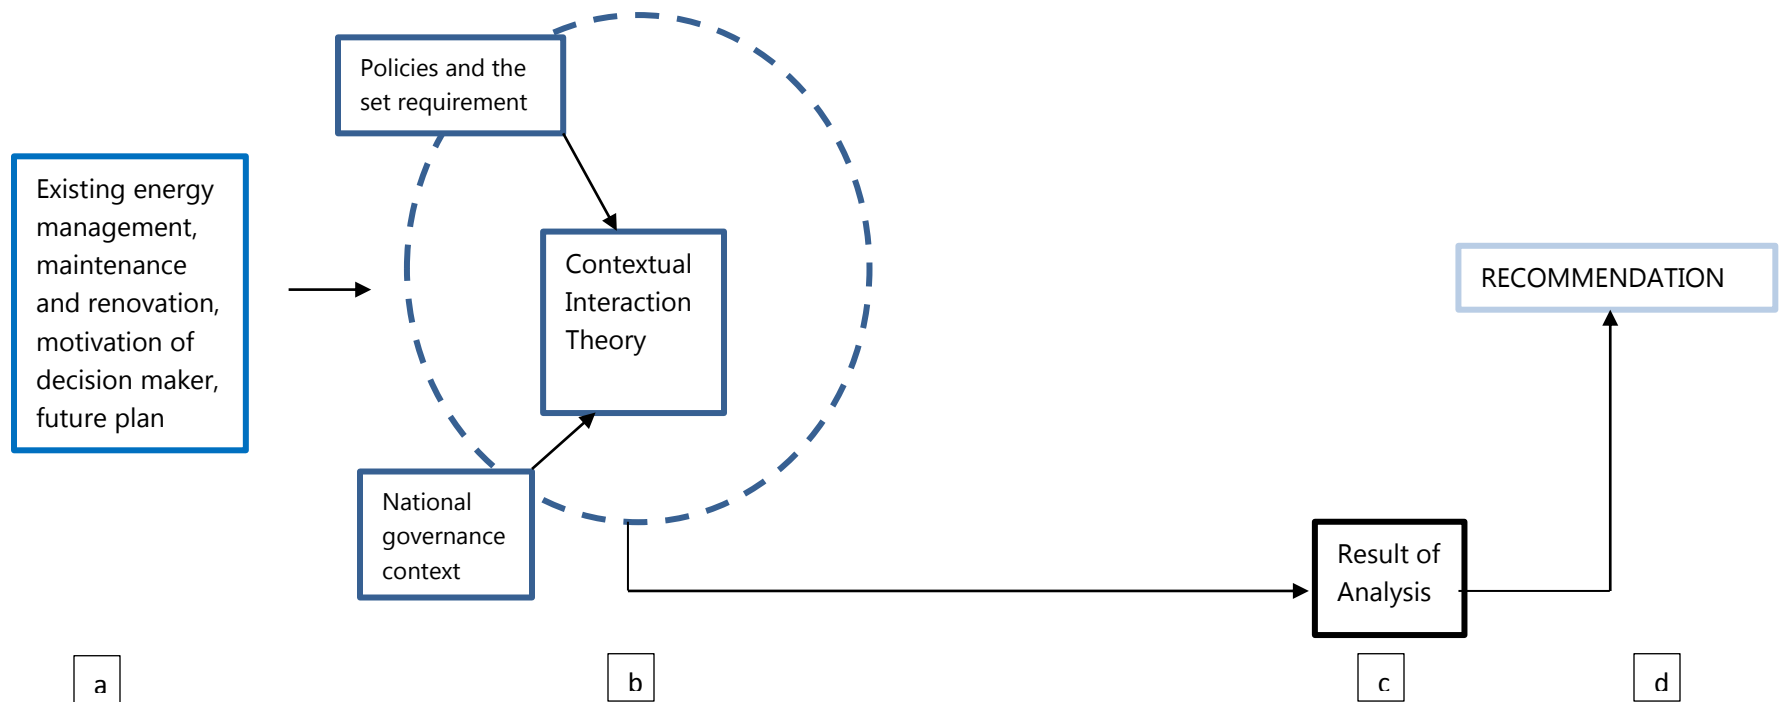 Policies and the
set requirement
Existing energy
management,
maintenance
and renovation,
motivation of
decision maker,
future plan
Contextual
Interaction
Theory
RECOMMENDATION
National
governance
context
Result of
Analysis
a
b
c
d